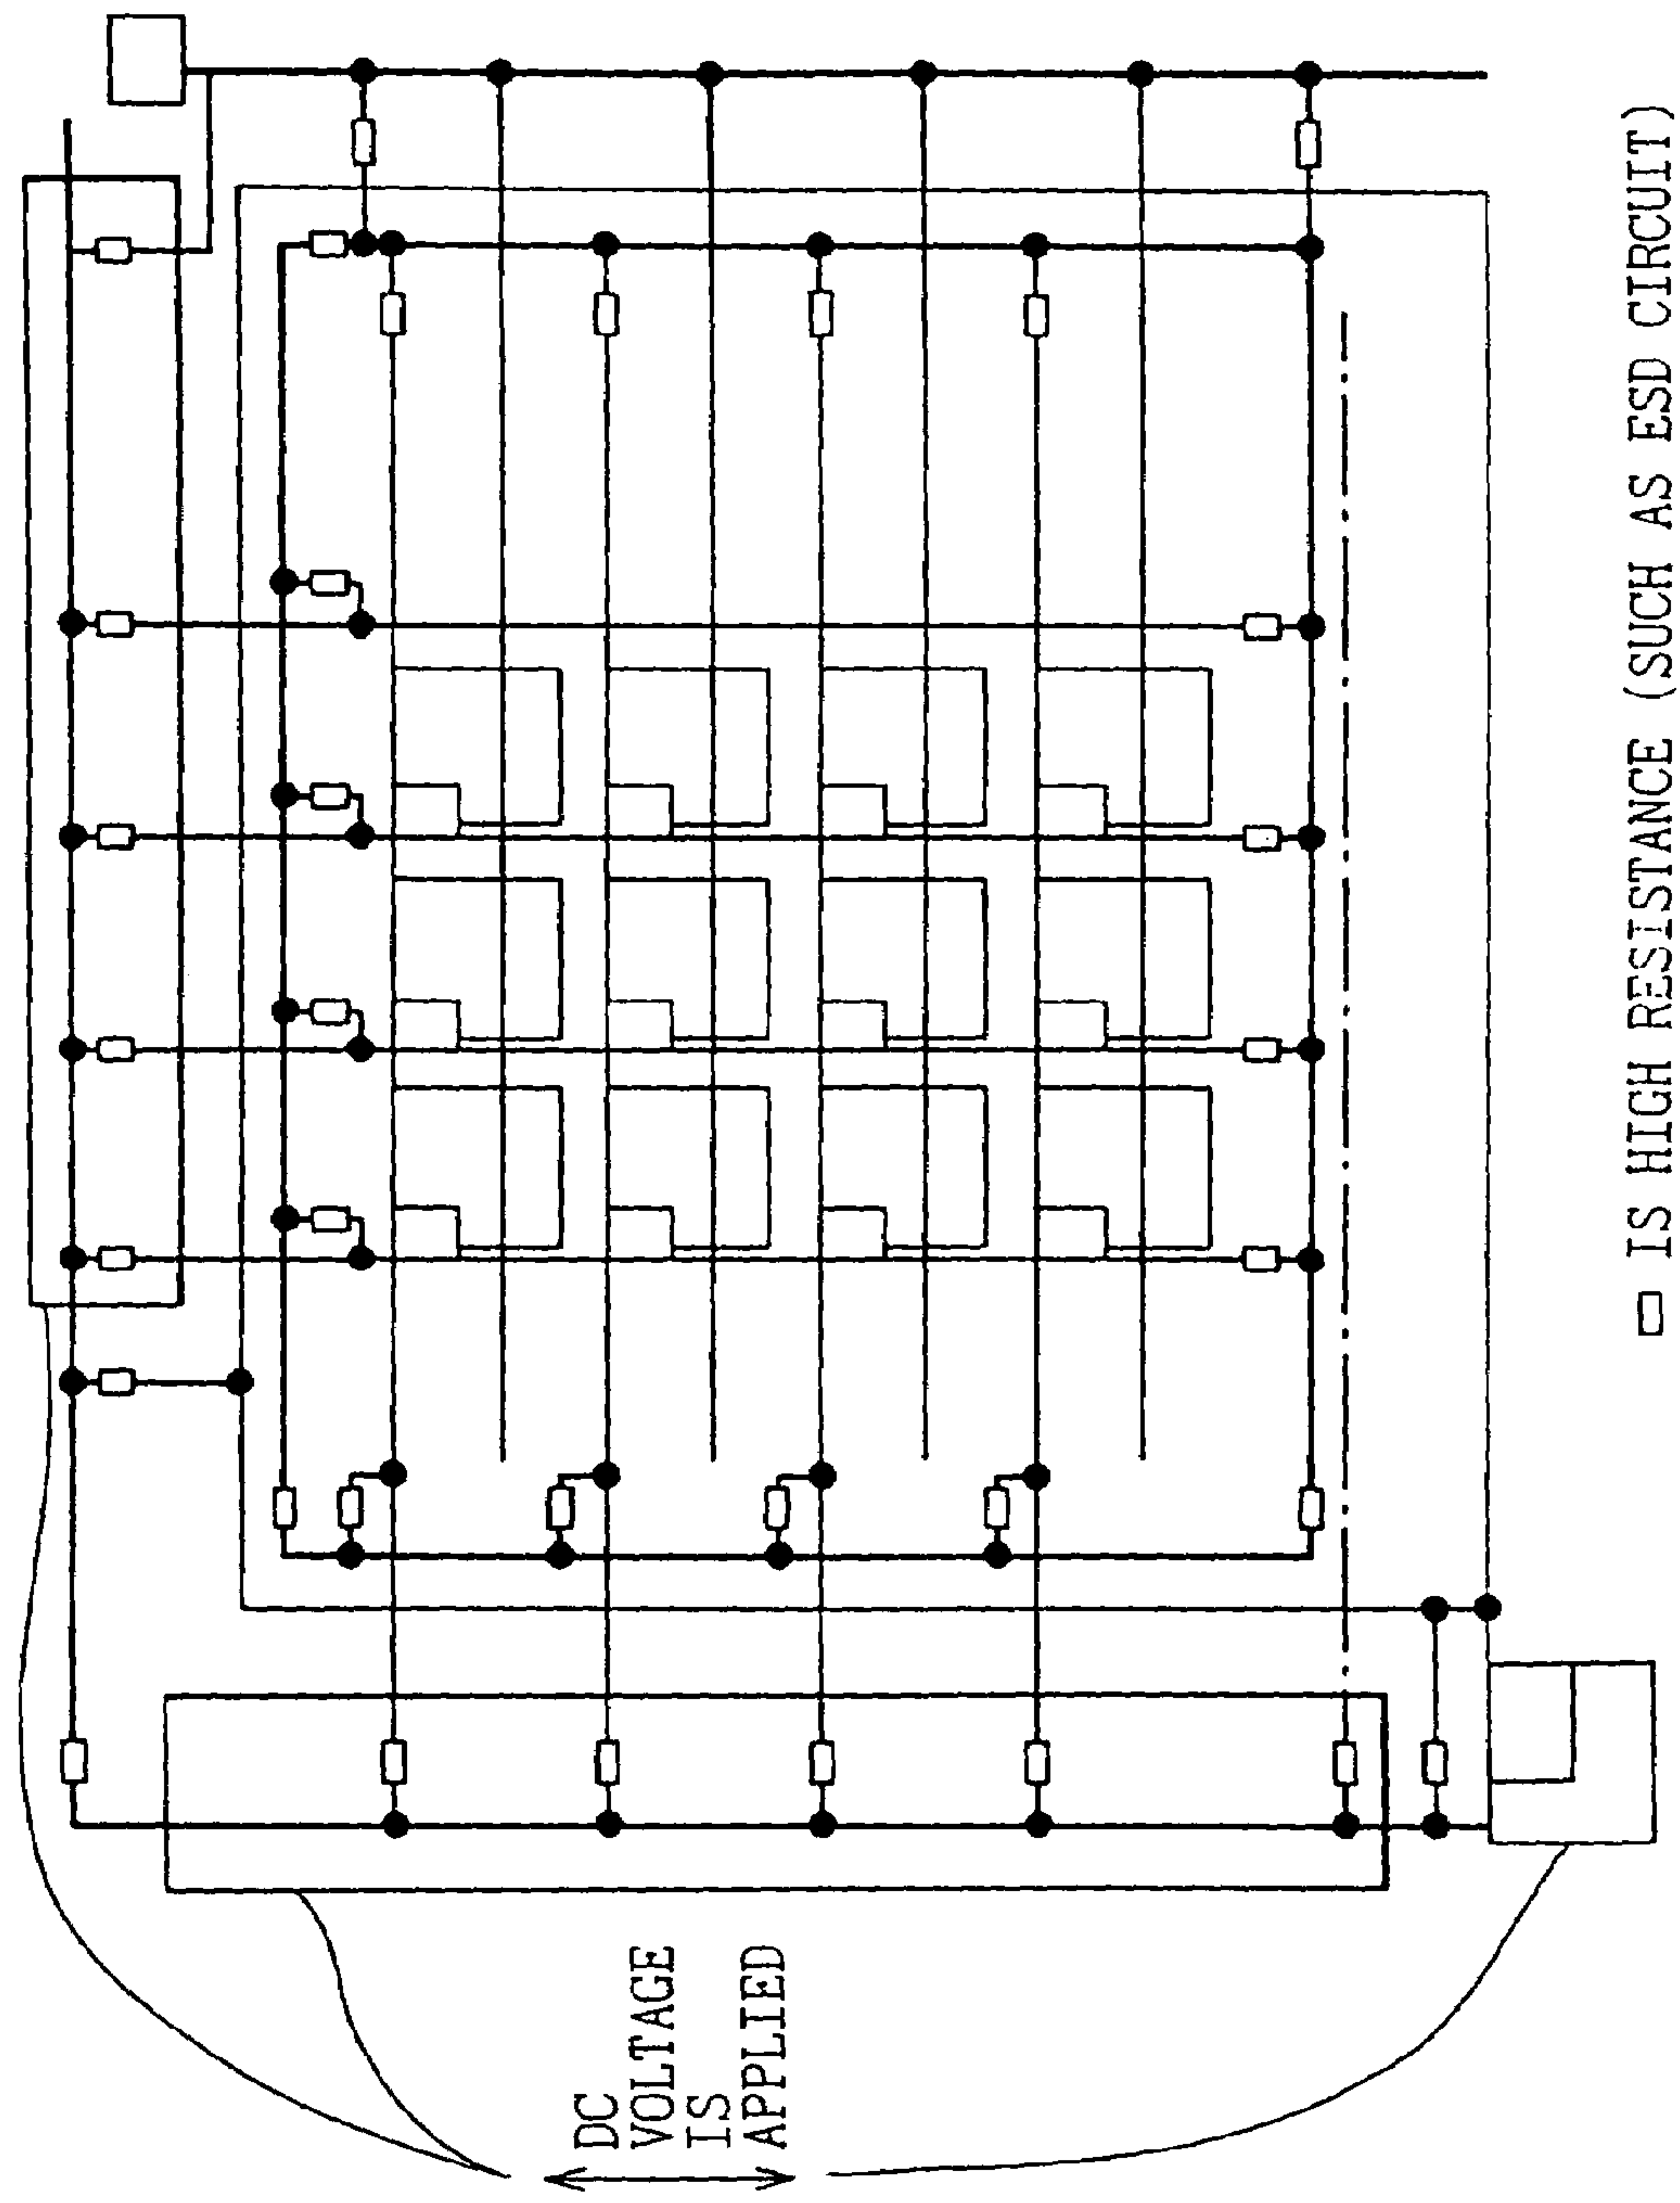 DC
VOLTAGE
IS
APPLIED
▭ IS HIGH RESISTANCE (SUCH AS ESD CIRCUIT)